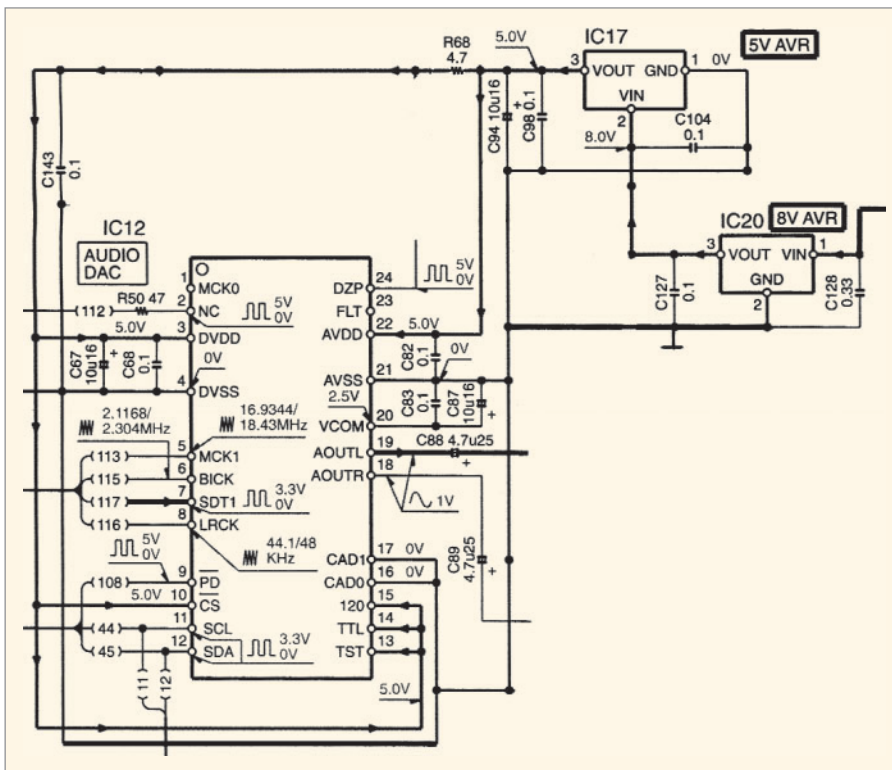 R68
4.7
5.0V
IC17
5V AVR
3 VOUT GND 1 0V
VIN
2
C94 10u16
+
C98 0.1
C104
0.1
8.0V
C143
0.1
IC20
8V AVR
3 VOUT VIN 1
GND
2
C127
0.1
C128
0.33
IC12
AUDIO
DAC
1 MCK0
(112) R50 47
2 NC
5V
0V
5.0V
3 DVDD
C67
10u16
+
C68
0.1
0V
4 DVSS
2.1168/
2.304MHz
16.9344/
18.43MHz
(113) 5 MCK1
(115) 6 BICK
(117) 7 SDT1
3.3V
0V
(116) 8 LRCK
44.1/48
KHz
5V
0V
(108) 9 PD
5.0V 10 CS
(44) 11 SCL
(45) 12 SDA
3.3V
0V
(11)
(12)
DZP 24
5V
0V
FLT 23
AVDD 22
5.0V
C82
0.1
AVSS 21
0V
C83
0.1
C87
10u16
+
2.5V
VCOM 20
AOUTL 19
C88 4.7u25
+
AOUTR 18
1V
C89
4.7u25
+
CAD1 17 0V
CAD0 16 0V
120 15
TTL 14
TST 13
5.0V